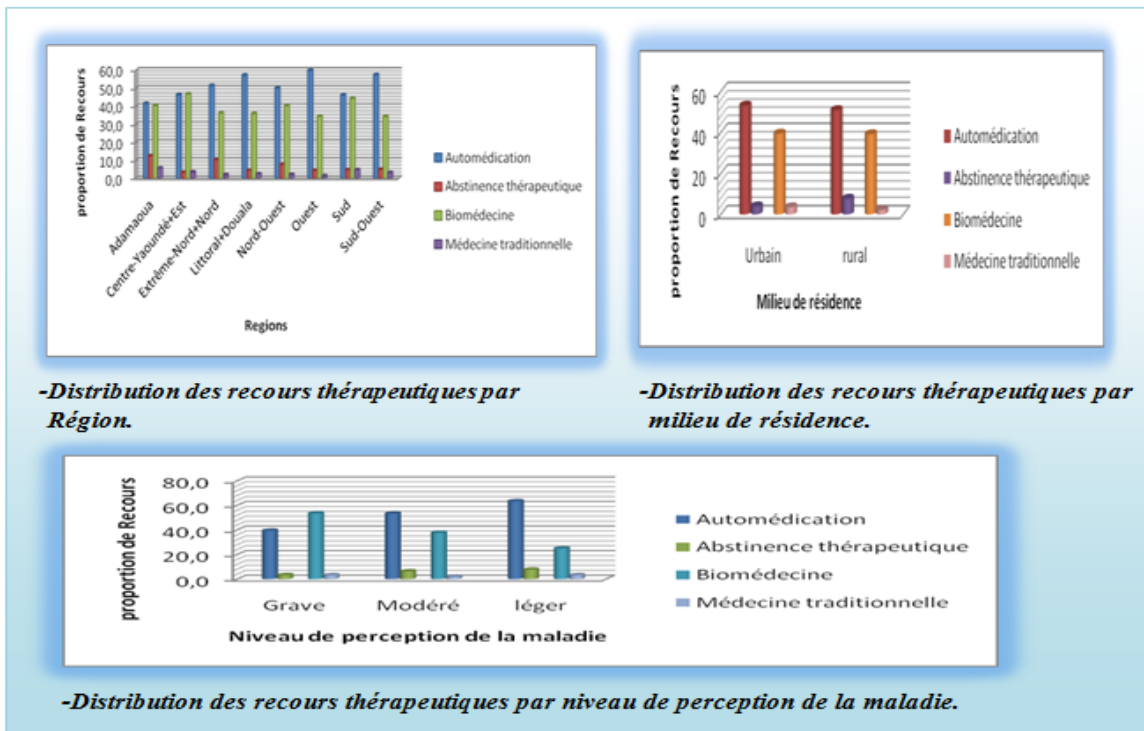 proportion de Recours
60,0
50,0
40,0
30,0
20,0
10,0
0,0
Adamaoua
Centre-Yaoundé+Est
Extrême-Nord+Nord
Littoral+Douala
Nord-Ouest
Ouest
Sud
Sud-Ouest
Regions
Automédication
Abstinence thérapeutique
Biomédecine
Médecine traditionnelle
-Distribution des recours thérapeutiques par
Région.
proportion de Recours
60
40
20
0
Urbain rural
Milieu de résidence
Automédication
Abstinence thérapeutique
Biomédecine
Médecine traditionnelle
-Distribution des recours thérapeutiques par
milieu de résidence.
proportion de Recours
80,0
60,0
40,0
20,0
0,0
Grave Modéré léger
Niveau de perception de la maladie
Automédication
Abstinence thérapeutique
Biomédecine
Médecine traditionnelle
-Distribution des recours thérapeutiques par niveau de perception de la maladie.